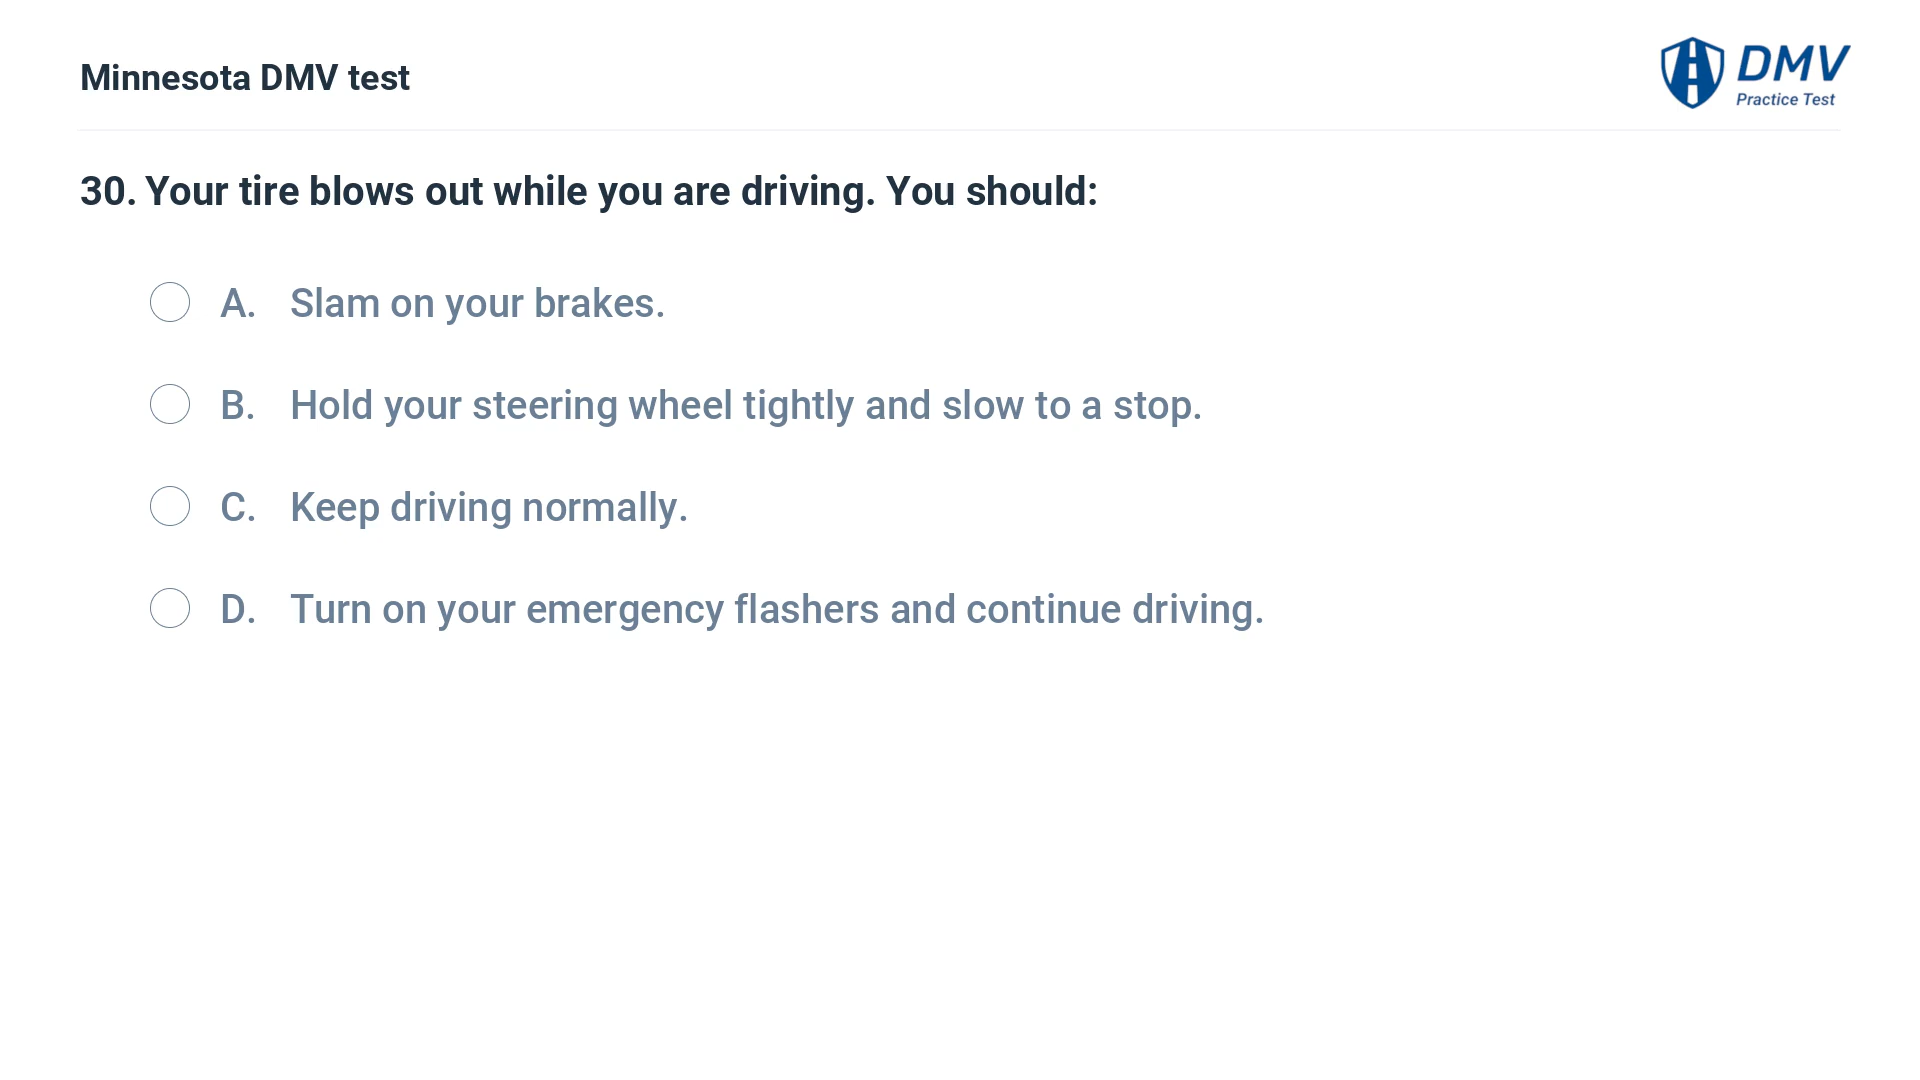 Minnesota DMV test
DMV
Practice Test
30. Your tire blows out while you are driving. You should:
A. Slam on your brakes.
B. Hold your steering wheel tightly and slow to a stop.
C. Keep driving normally.
D. Turn on your emergency flashers and continue driving.